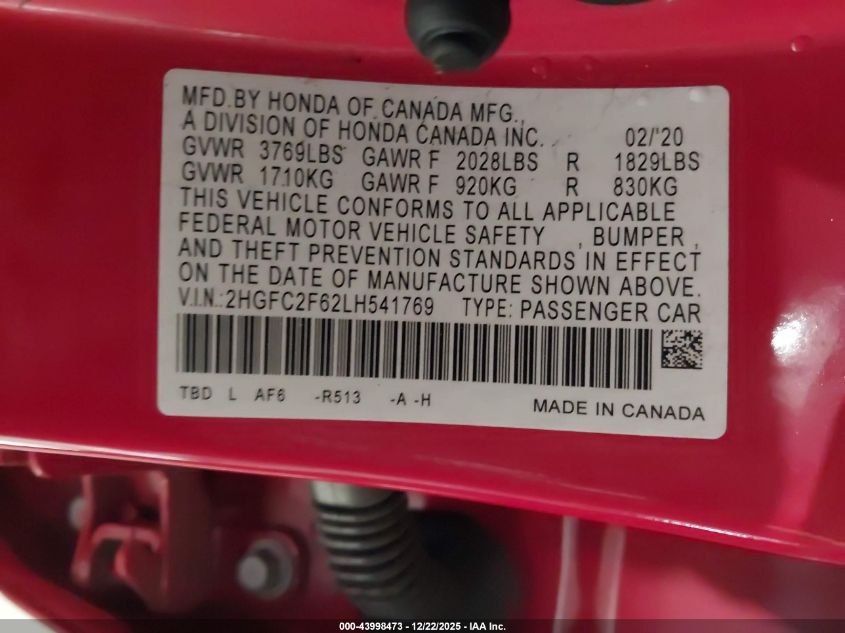 MFD. BY HONDA OF CANADA MFG.,
A DIVISION OF HONDA CANADA INC. 02/'20
GVWR 3769LBS GAWR F 2028LBS R 1829LBS
GVWR 1710KG GAWR F 920KG R 830KG
THIS VEHICLE CONFORMS TO ALL APPLICABLE
FEDERAL MOTOR VEHICLE SAFETY , BUMPER ,
AND THEFT PREVENTION STANDARDS IN EFFECT
ON THE DATE OF MANUFACTURE SHOWN ABOVE.
V.I.N.: 2HGFC2F62LH541769 TYPE: PASSENGER CAR
TBD L AF6 -R513 -A -H
MADE IN CANADA
000-43998473 • 12/22/2025 - IAA Inc.